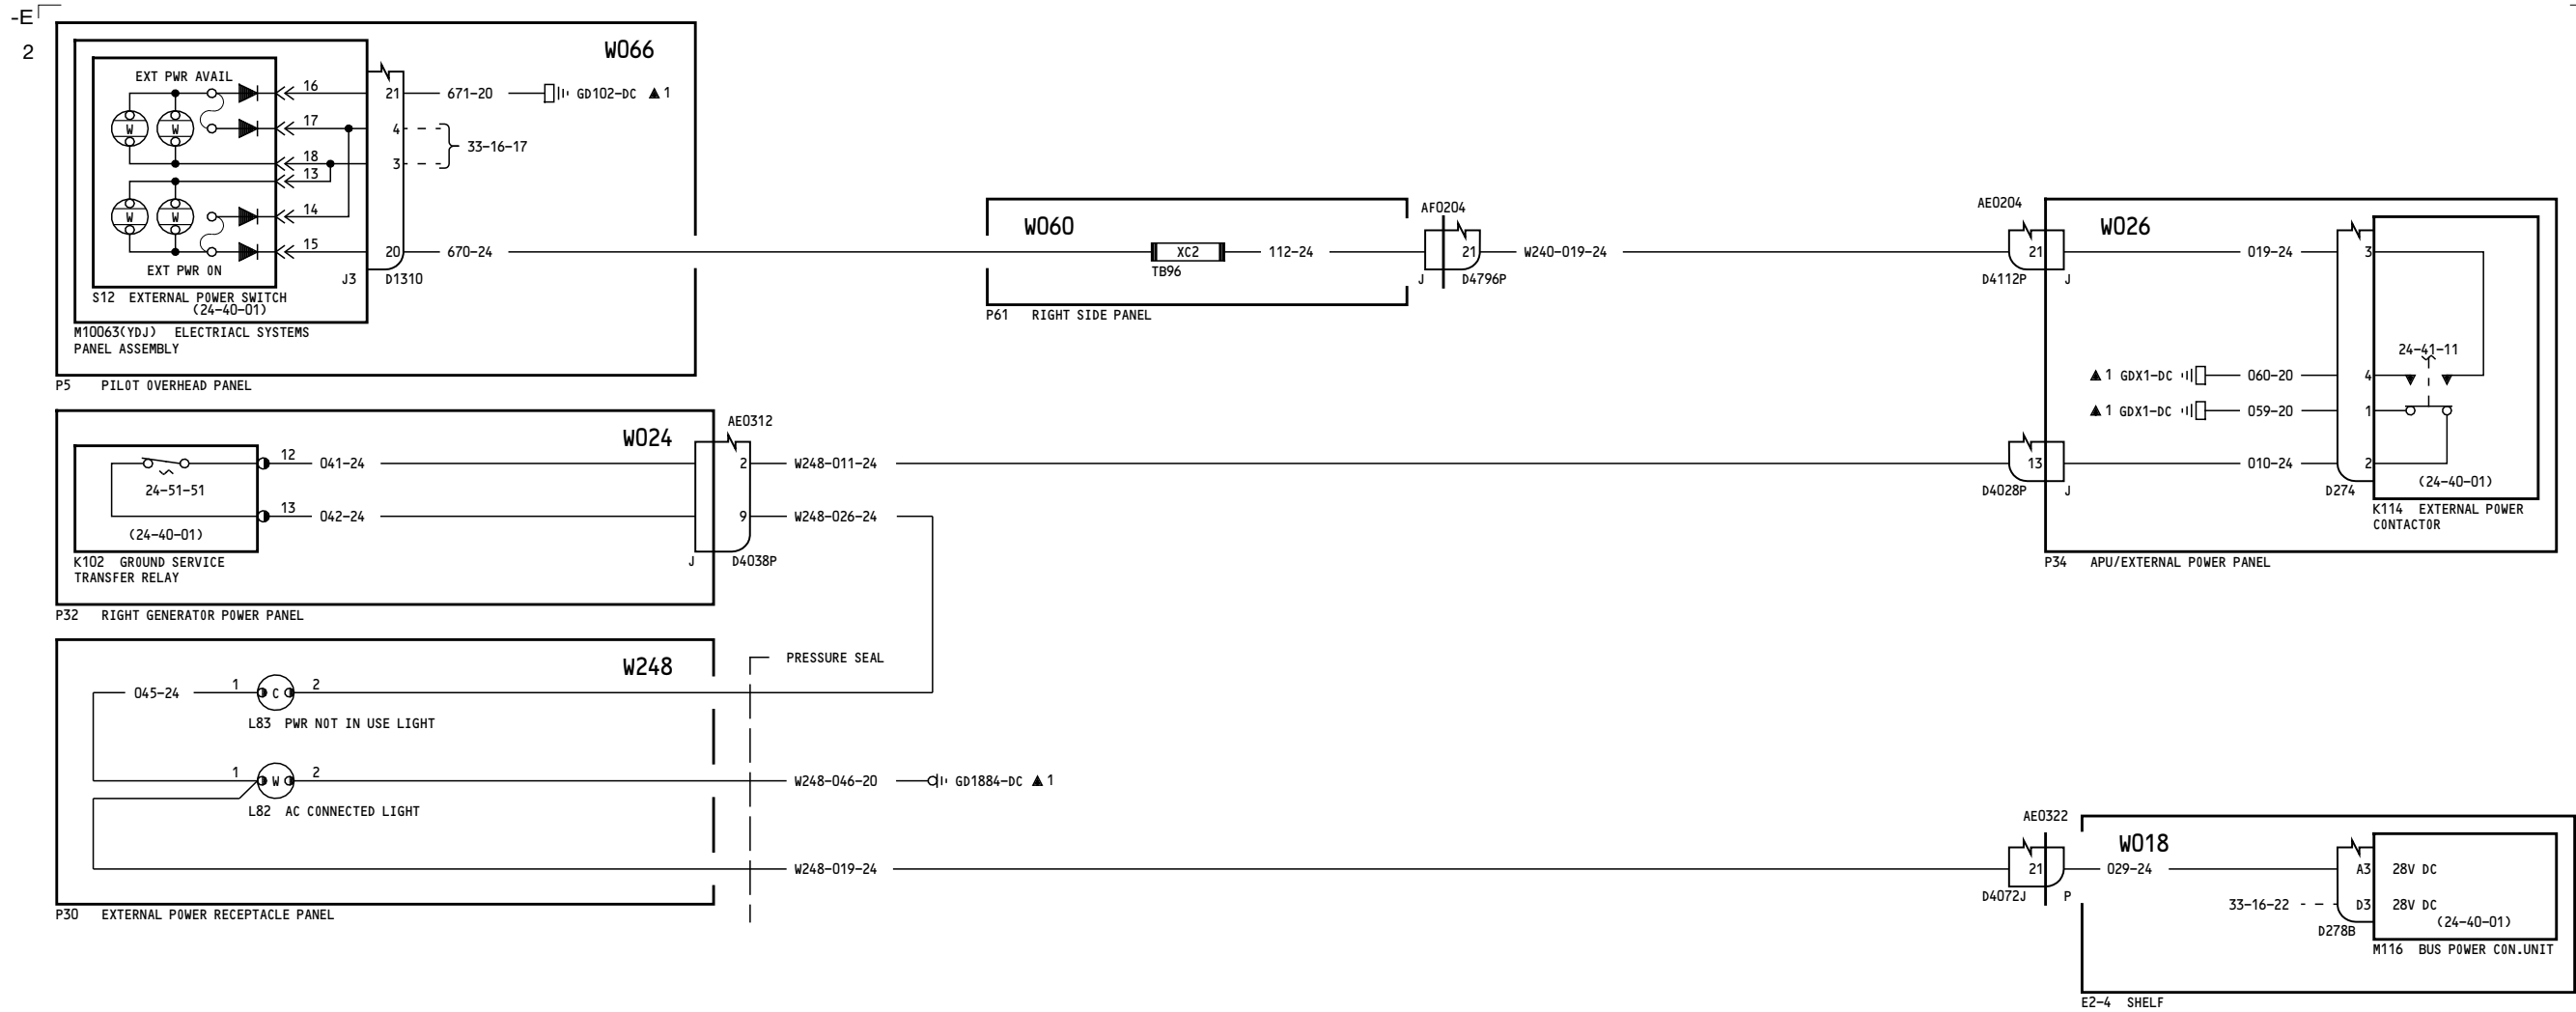 -E
2
W066
EXT PWR AVAIL
W W
W W
EXT PWR ON
16
17
18
13
14
15
21
4
3
20
671-20
GD102-DC ▲ 1
33-16-17
670-24
J3 D1310
S12 EXTERNAL POWER SWITCH
(24-40-01)
M10063(YDJ) ELECTRIACL SYSTEMS
PANEL ASSEMBLY
P5 PILOT OVERHEAD PANEL
W060
XC2
TB96
112-24
P61 RIGHT SIDE PANEL
AF0204
21
J D4796P
W240-019-24
AE0204
21
D4112P J
W026
019-24
3
24-41-11
▲ 1 GDX1-DC 060-20 4
▲ 1 GDX1-DC 059-20 1
13
D4028P J
010-24
2
D274
(24-40-01)
K114 EXTERNAL POWER
CONTACTOR
P34 APU/EXTERNAL POWER PANEL
W024
24-51-51
(24-40-01)
12 041-24
13 042-24
K102 GROUND SERVICE
TRANSFER RELAY
P32 RIGHT GENERATOR POWER PANEL
AE0312
2 W248-011-24
9 W248-026-24
J D4038P
W248
PRESSURE SEAL
045-24 1 C 2
L83 PWR NOT IN USE LIGHT
1 W 2
L82 AC CONNECTED LIGHT
W248-046-20 GD1884-DC ▲ 1
W248-019-24
P30 EXTERNAL POWER RECEPTACLE PANEL
AE0322
21
D4072J P
W018
029-24
A3 28V DC
33-16-22 D3 28V DC
(24-40-01)
D278B
M116 BUS POWER CON.UNIT
E2-4 SHELF